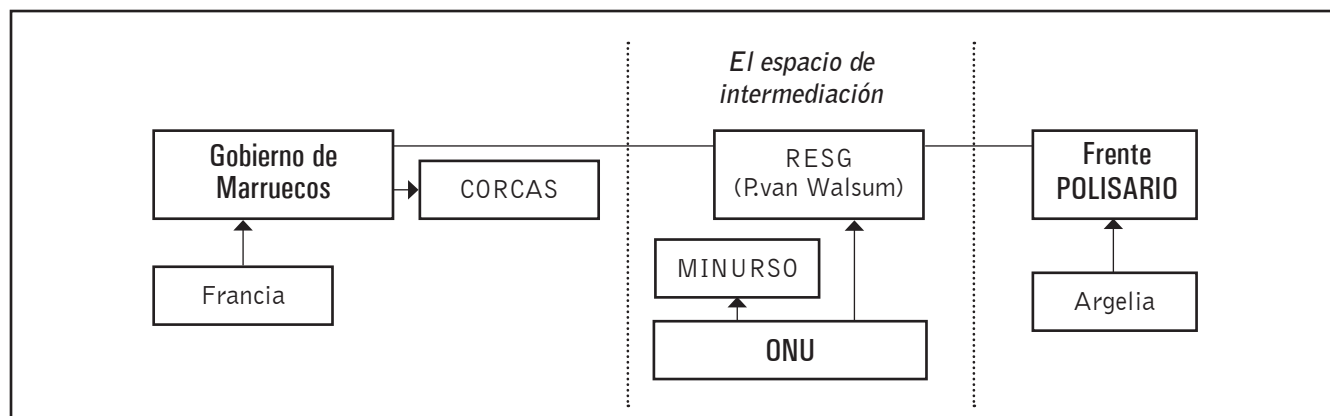 El espacio de
intermediación
Gobierno de
Marruecos
CORCAS
RESG
(P.van Walsum)
Frente
POLISARIO
MINURSO
Francia
Argelia
ONU